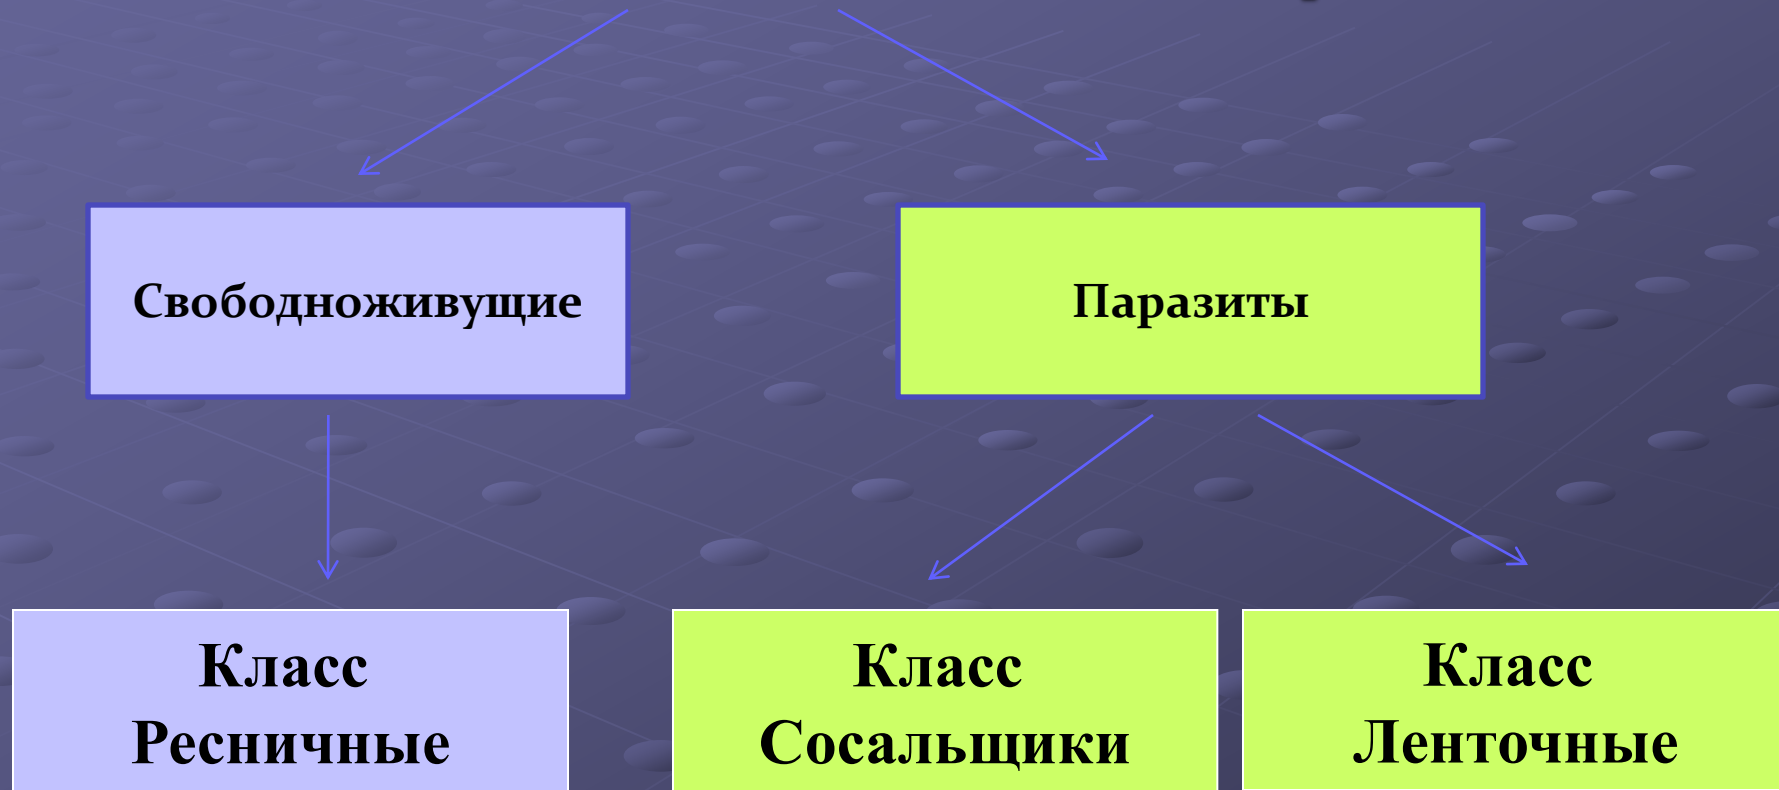 Свободноживущие
Паразиты
Класс
Ресничные
Класс
Сосальщики
Класс
Ленточные